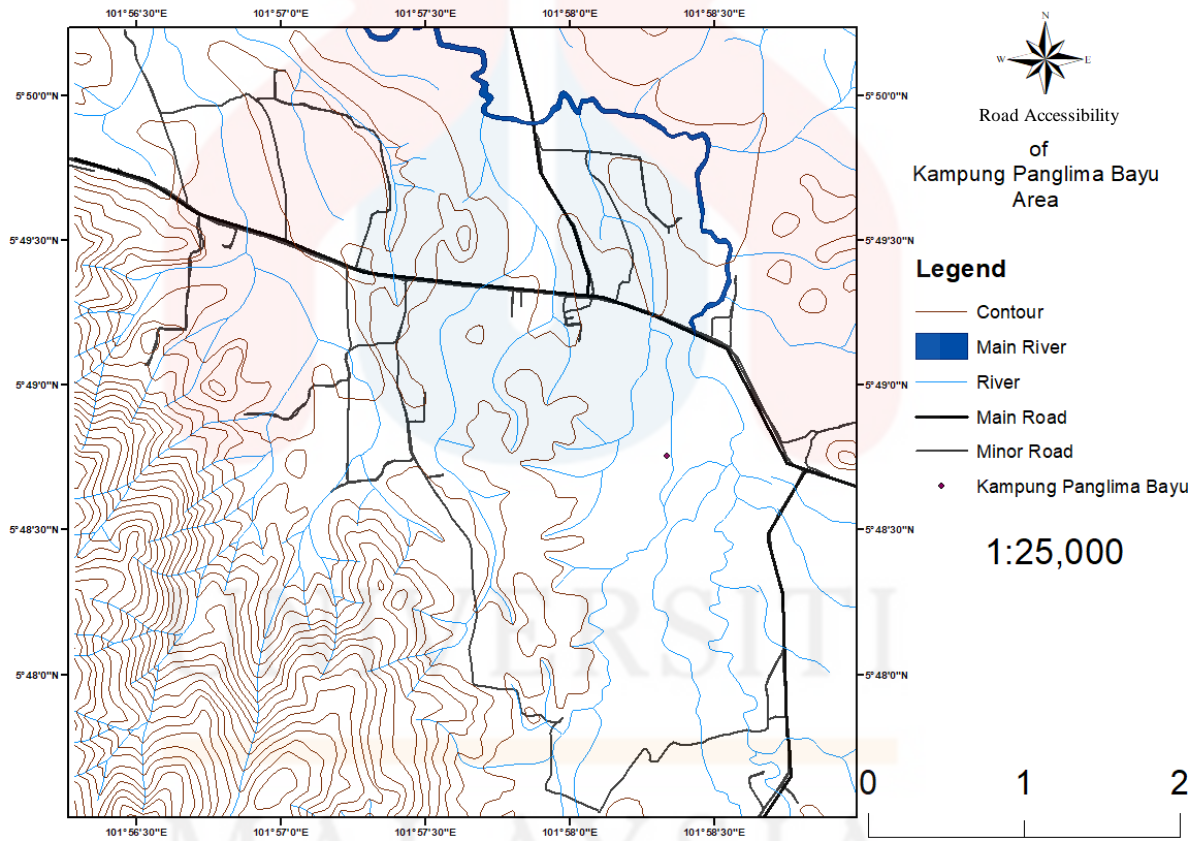 101°56'30"E 101°57'0"E 101°57'30"E 101°58'0"E 101°58'30"E
N
W E
S
5°50'0"N 5°50'0"N
Road Accessibility
of
Kampung Panglima Bayu
Area
5°49'30"N 5°49'30"N
Legend
Contour
Main River
5°49'0"N 5°49'0"N
River
Main Road
Minor Road
Kampung Panglima Bayu
5°48'30"N 5°48'30"N
1:25,000
UNIVERSITI
5°48'0"N 5°48'0"N
0 1 2
101°56'30"E 101°57'0"E 101°57'30"E 101°58'0"E 101°58'30"E